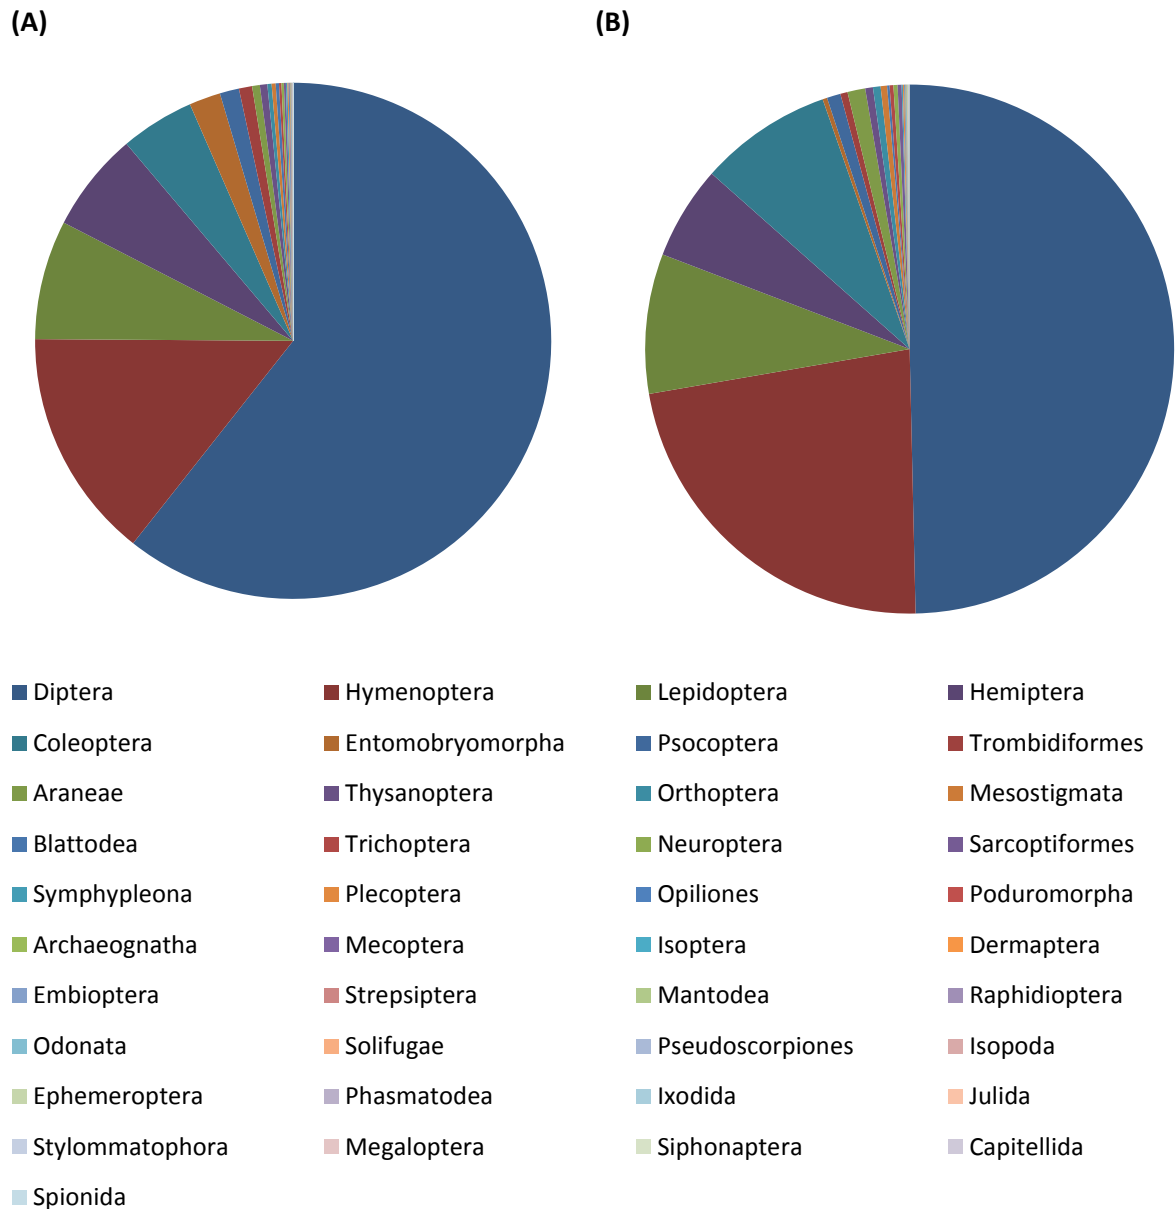 (A) (B)
Diptera Hymenoptera Lepidoptera Hemiptera
Coleoptera Entomobryomorpha Psocoptera Trombidiformes
Araneae Thysanoptera Orthoptera Mesostigmata
Blattodea Trichoptera Neuroptera Sarcoptiformes
Symphypleona Plecoptera Opiliones Poduromorpha
Archaeognatha Mecoptera Isoptera Dermaptera
Embioptera Strepsiptera Mantodea Raphidioptera
Odonata Solifugae Pseudoscorpiones Isopoda
Ephemeroptera Phasmatodea Ixodida Julida
Stylommatophora Megaloptera Siphonaptera Capitellida
Spionida